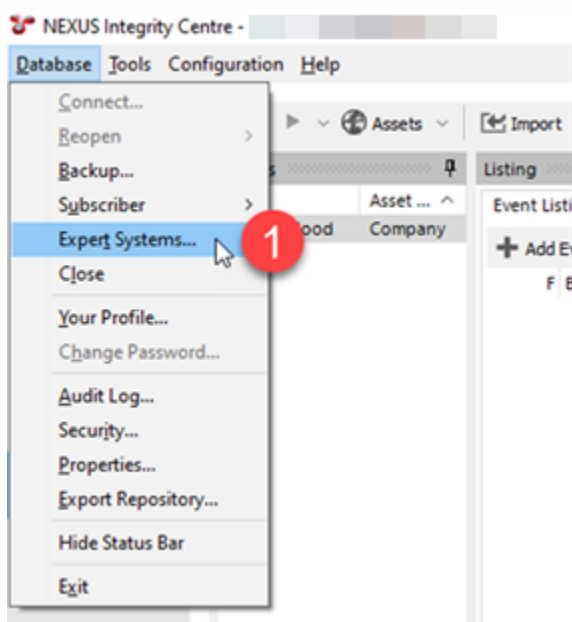 NEXUS Integrity Centre -
Database Tools Configuration Help
Connect...
Reopen
Backup...
Subscriber
Expert Systems...
Close
Your Profile...
Change Password...
Audit Log...
Security...
Properties...
Export Repository...
Hide Status Bar
Exit
1
Assets
Import
Listing
Asset ...
Company
Event Listi
Add E
F